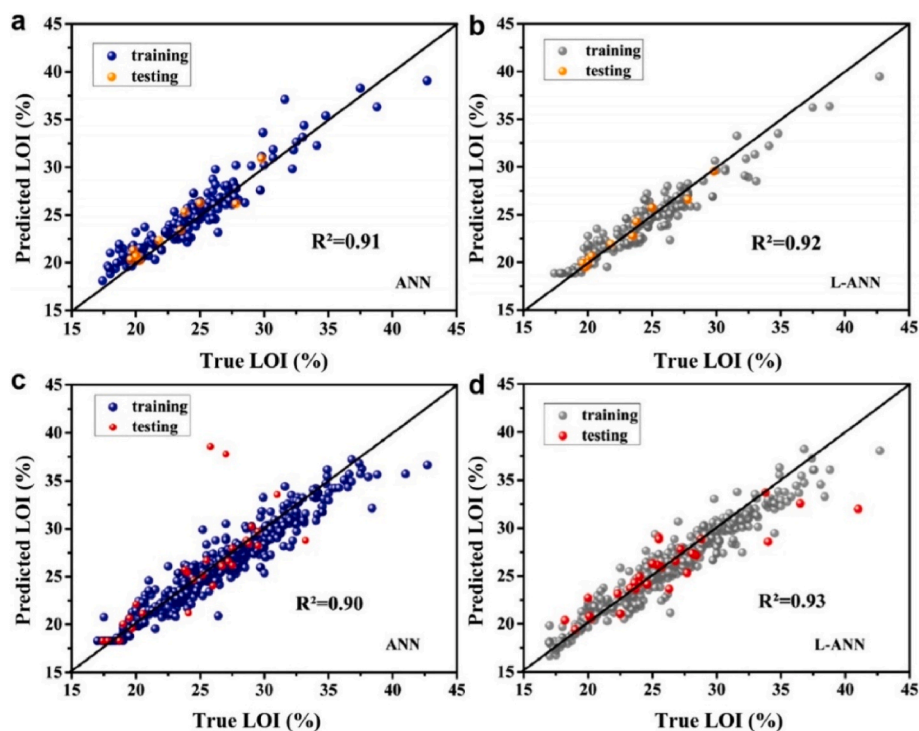 a
45
40
35
30
25
20
15
Predicted LOI (%)
training
testing
R²=0.91
ANN
15 20 25 30 35 40 45
True LOI (%)
b
45
40
35
30
25
20
15
Predicted LOI (%)
training
testing
R²=0.92
L-ANN
15 20 25 30 35 40 45
True LOI (%)
c
45
40
35
30
25
20
15
Predicted LOI (%)
training
testing
R²=0.90
ANN
15 20 25 30 35 40 45
True LOI (%)
d
45
40
35
30
25
20
15
Predicted LOI (%)
training
testing
R²=0.93
L-ANN
15 20 25 30 35 40 45
True LOI (%)